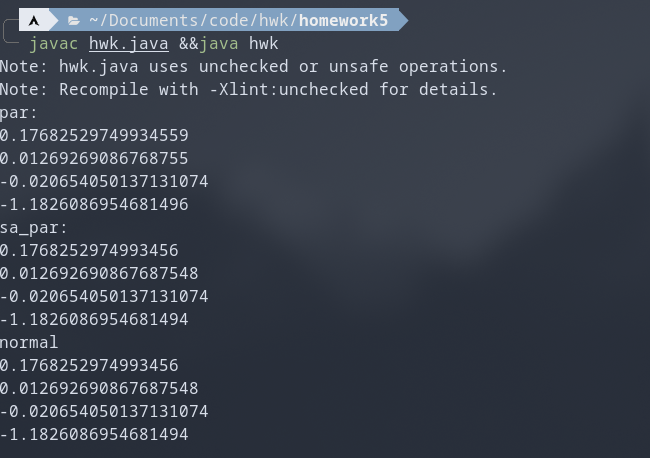 ~/Documents/code/hwk/homework5
javac hwk.java &&java hwk
Note: hwk.java uses unchecked or unsafe operations.
Note: Recompile with -Xlint:unchecked for details.
par:
0.17682529749934559
0.01269269086768755
-0.020654050137131074
-1.1826086954681496
sa_par:
0.1768252974993456
0.012692690867687548
-0.020654050137131074
-1.1826086954681494
normal
0.1768252974993456
0.012692690867687548
-0.020654050137131074
-1.1826086954681494